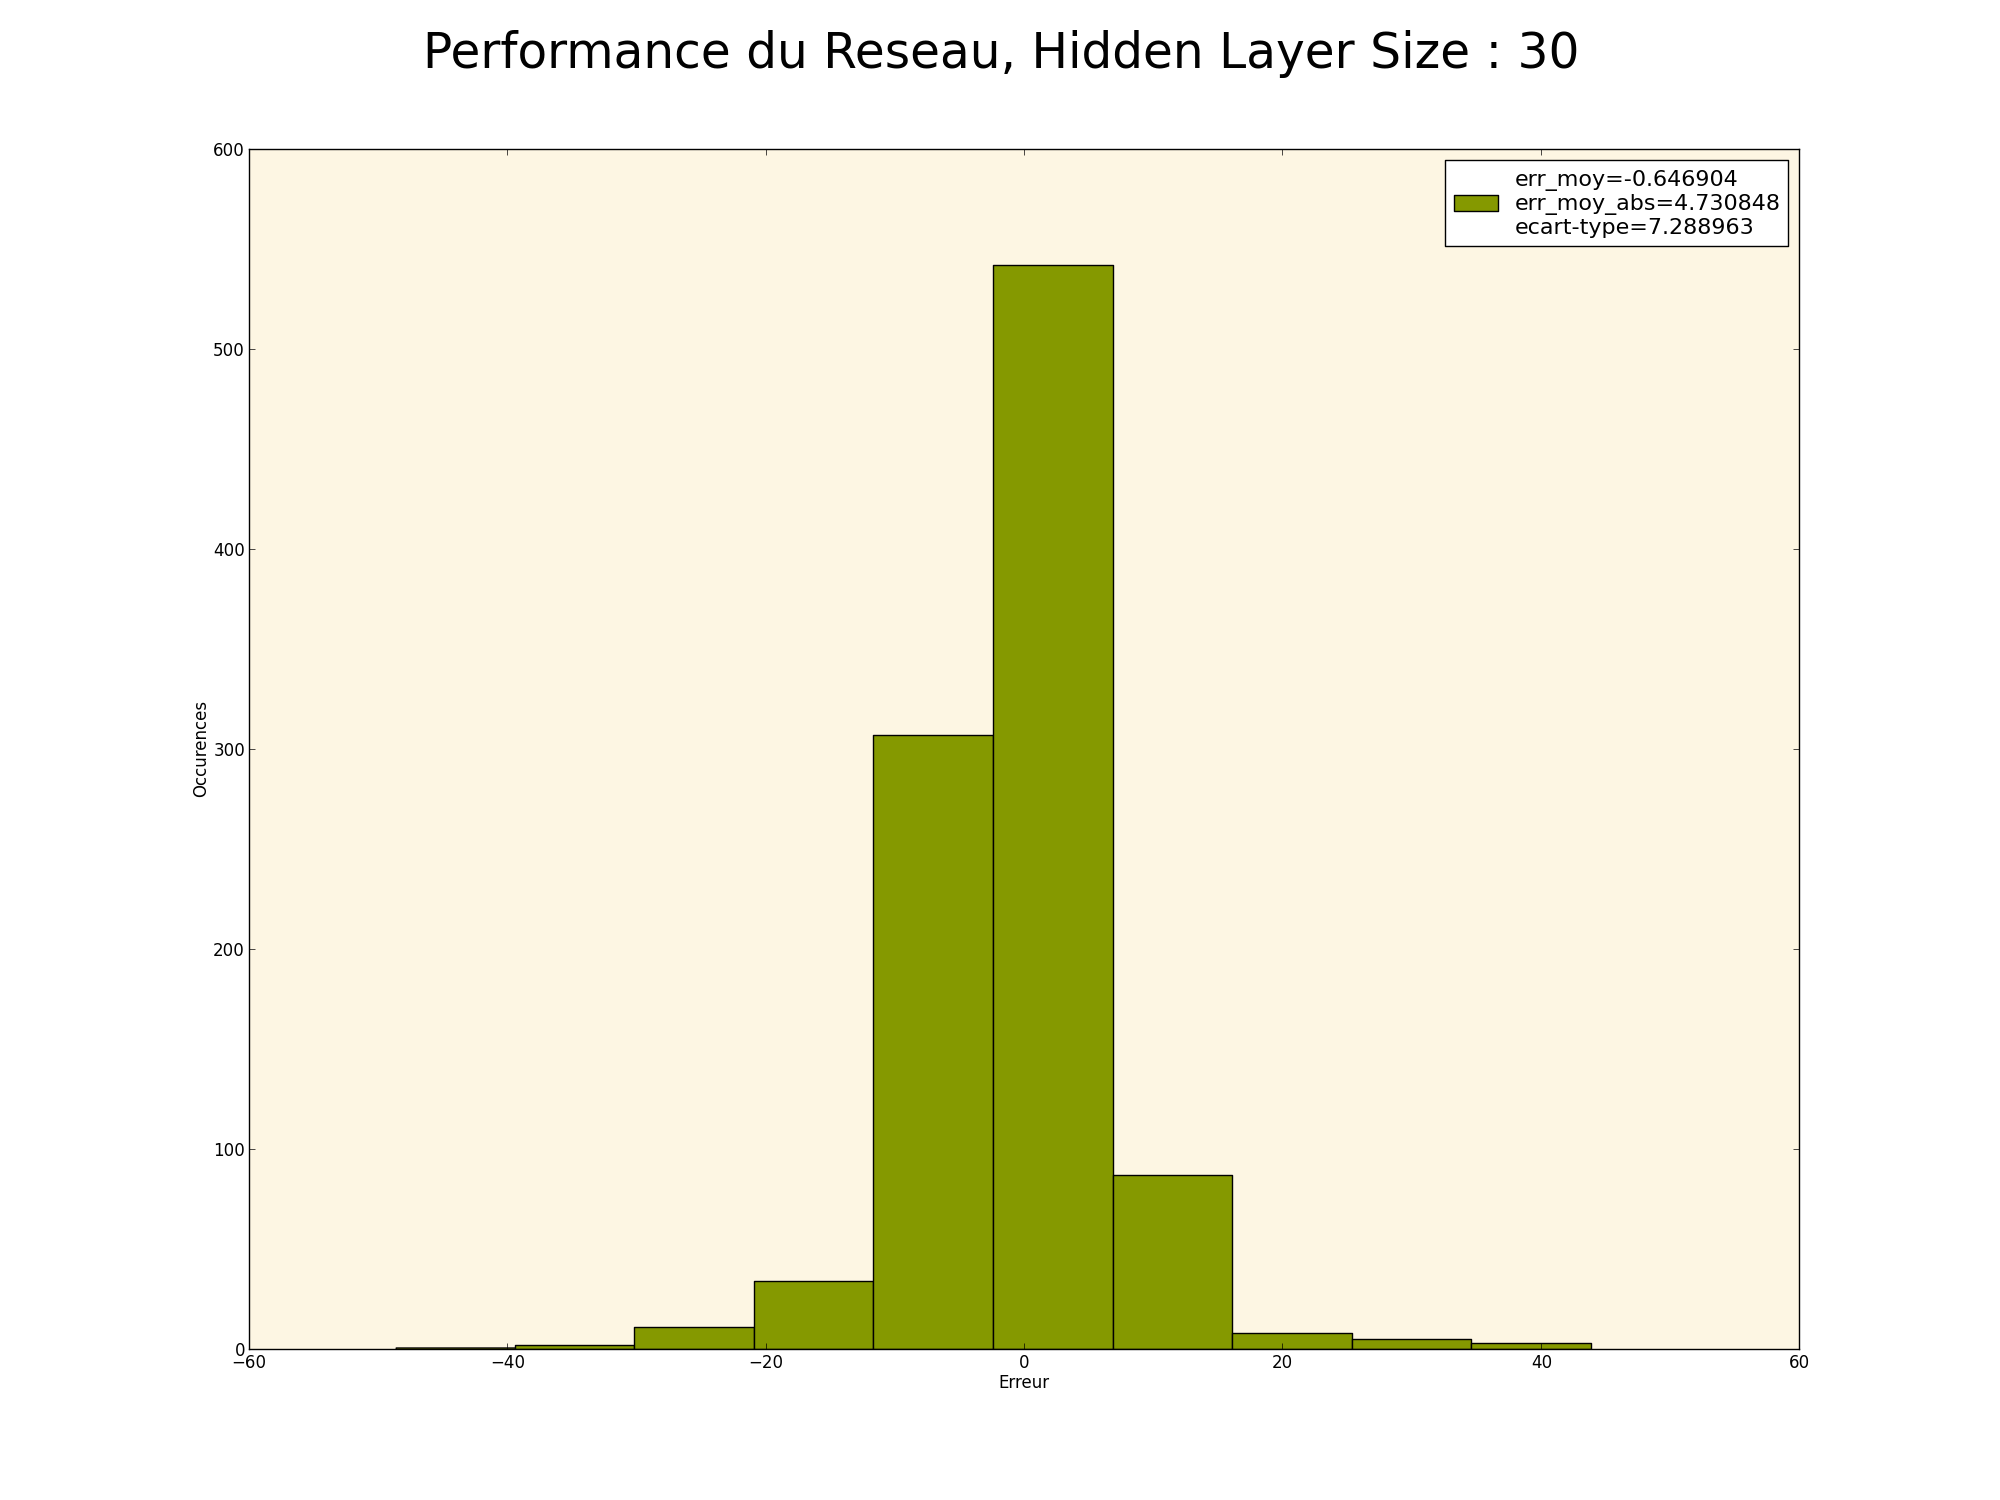 Performance du Reseau, Hidden Layer Size : 30
600
err_moy=-0.646904
err_moy_abs=4.730848
ecart-type=7.288963
500
400
300
Occurences
200
100
0
−60 −40 −20 0 20 40 60
Erreur